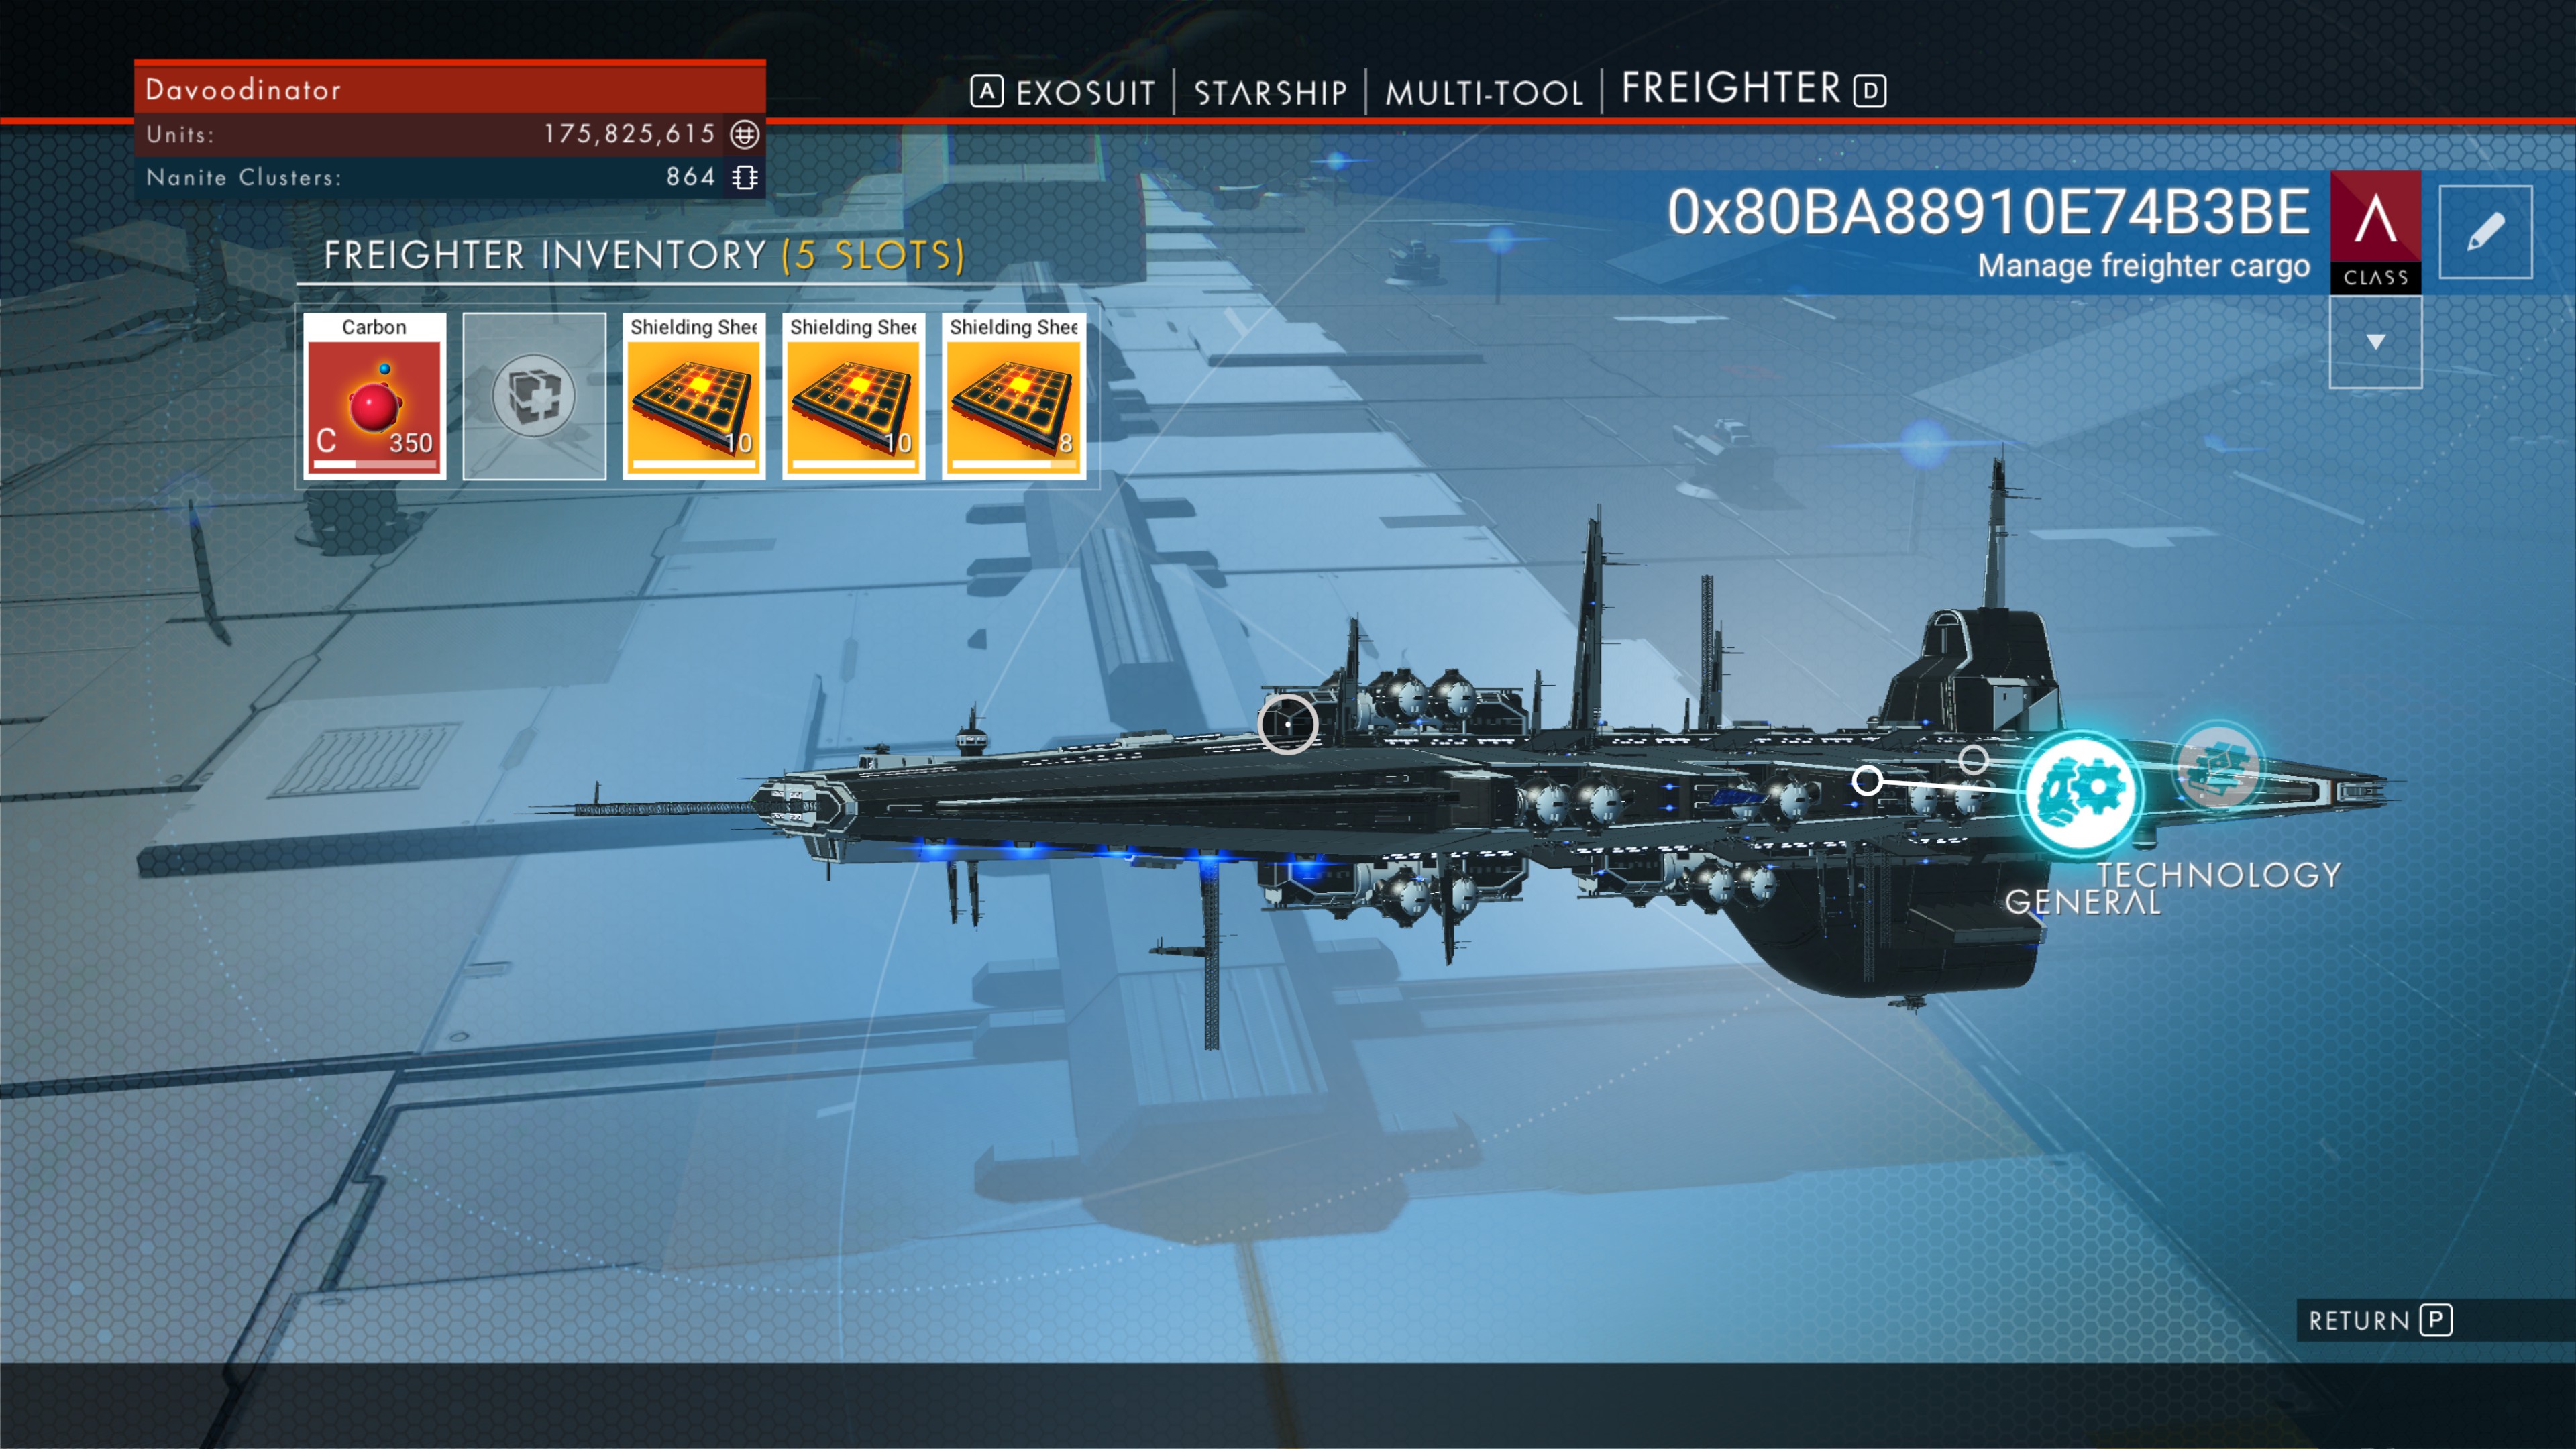 Davoodinator
Units: 175,825,615
Nanite Clusters: 864
A EXOSUIT STARSHIP MULTI-TOOL FREIGHTER D
0x80BA88910E74B3BE
Manage freighter cargo
A
CLASS
FREIGHTER INVENTORY (5 SLOTS)
Carbon
C 350
Shielding Shee
10
Shielding Shee
10
Shielding Shee
8
TECHNOLOGY
GENERAL
RETURN P